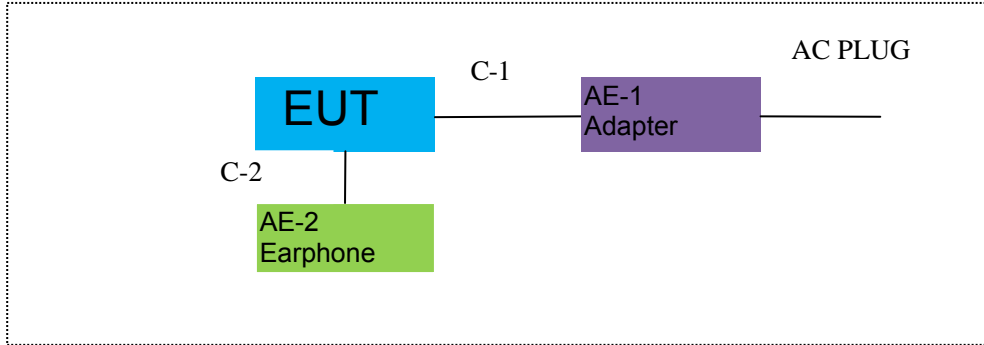 AC PLUG
C-1
EUT
AE-1
Adapter
C-2
AE-2
Earphone